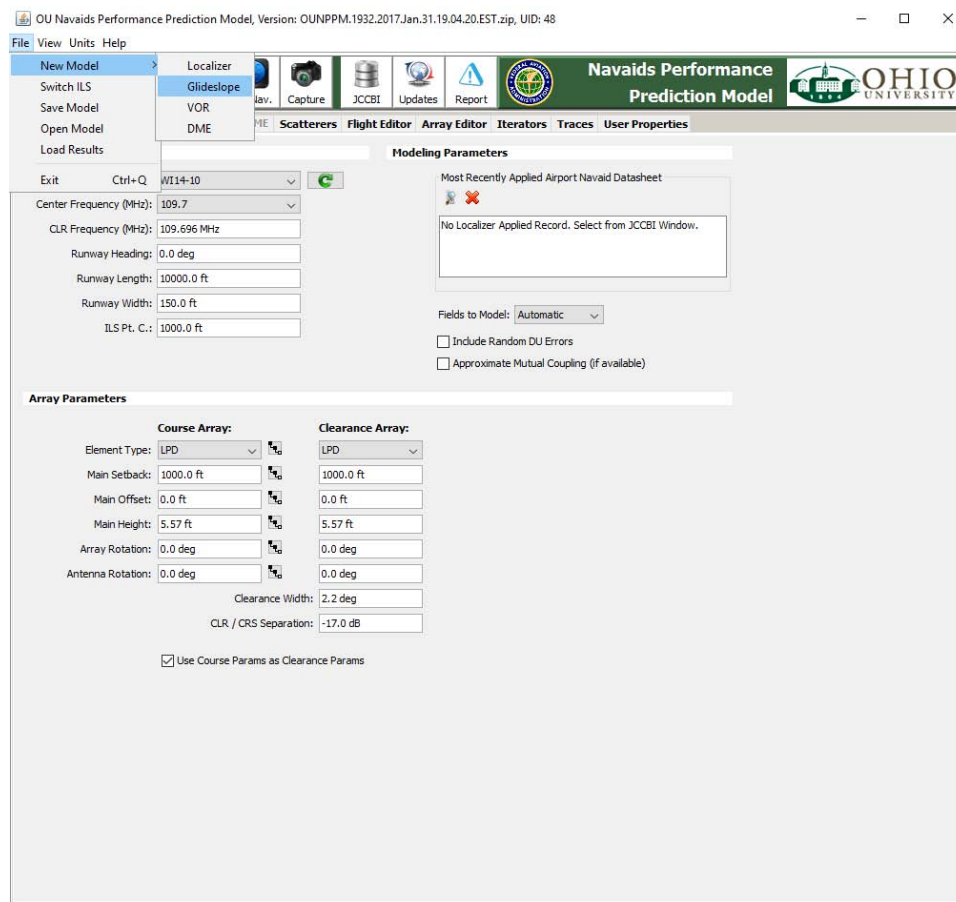 OU Navaids Performance Prediction Model, Version: OUNPPM.1932.2017.Jan.31.19.04.20.EST.zip, UID: 48
File View Units Help
New Model
Switch ILS
Save Model
Open Model
Load Results
Exit Ctrl+Q
Localizer
Glideslope
VOR
DME
Nav. Capture JCCBI Updates Report
Navaids Performance
Prediction Model
OHIO
UNIVERSITY
ME Scatterers Flight Editor Array Editor Iterators Traces User Properties
Modeling Parameters
WI14-10
Center Frequency (MHz): 109.7
CLR Frequency (MHz): 109.696 MHz
Runway Heading: 0.0 deg
Runway Length: 10000.0 ft
Runway Width: 150.0 ft
ILS Pt. C.: 1000.0 ft
Most Recently Applied Airport Navaid Datasheet
No Localizer Applied Record. Select from JCCBI Window.
Fields to Model: Automatic
Include Random DU Errors
Approximate Mutual Coupling (if available)
Array Parameters
Course Array: Clearance Array:
Element Type: LPD LPD
Main Setback: 1000.0 ft 1000.0 ft
Main Offset: 0.0 ft 0.0 ft
Main Height: 5.57 ft 5.57 ft
Array Rotation: 0.0 deg 0.0 deg
Antenna Rotation: 0.0 deg 0.0 deg
Clearance Width: 2.2 deg
CLR / CRS Separation: -17.0 dB
Use Course Params as Clearance Params